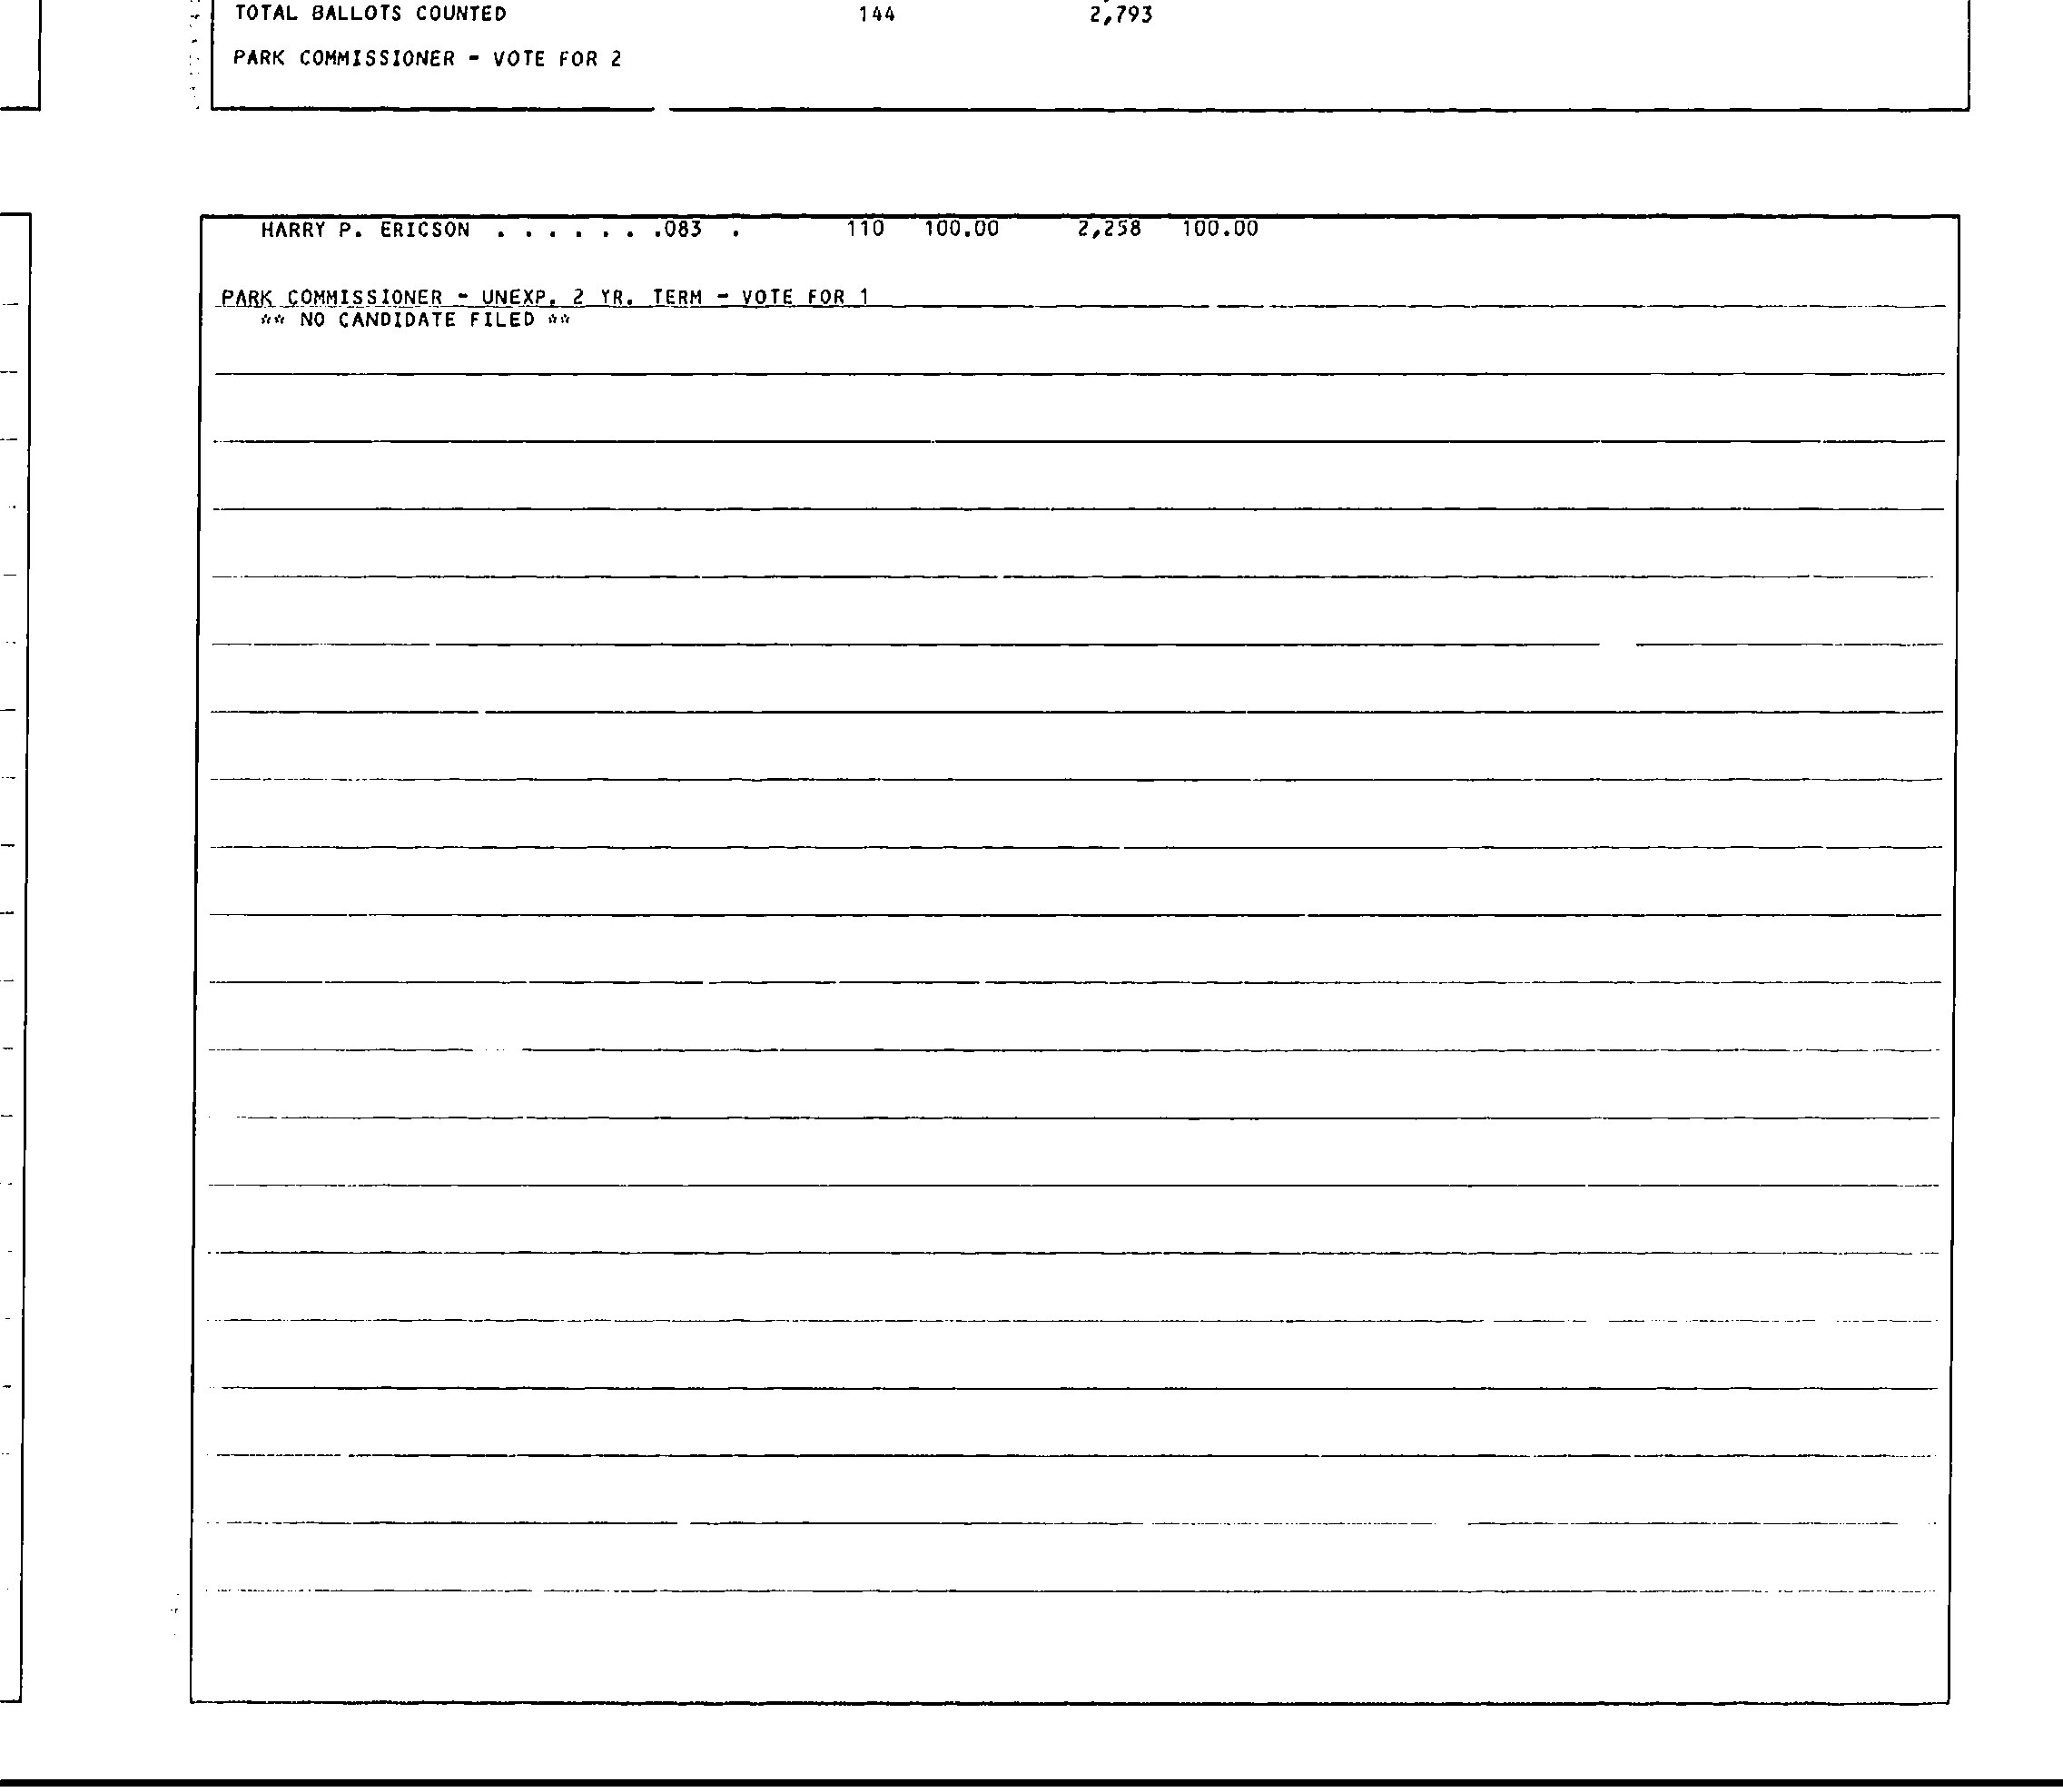 TOTAL BALLOTS COUNTED 144 2,793
PARK COMMISSIONER - VOTE FOR 2
HARRY P. ERICSON . . . . . . .083 . 110 100.00 2,258 100.00
PARK COMMISSIONER - UNEXP. 2 YR. TERM - VOTE FOR 1
** NO CANDIDATE FILED **